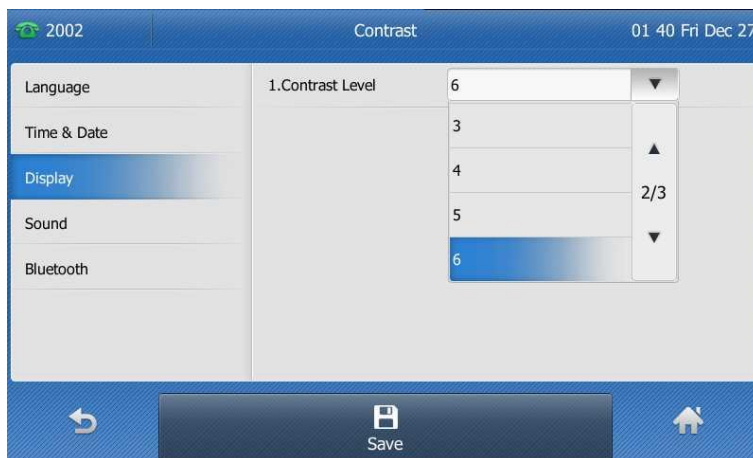 2002
Contrast
01 40 Fri Dec 27
Language
Time & Date
Display
Sound
Bluetooth
1.Contrast Level
6
3
4
5
6
2/3
Save